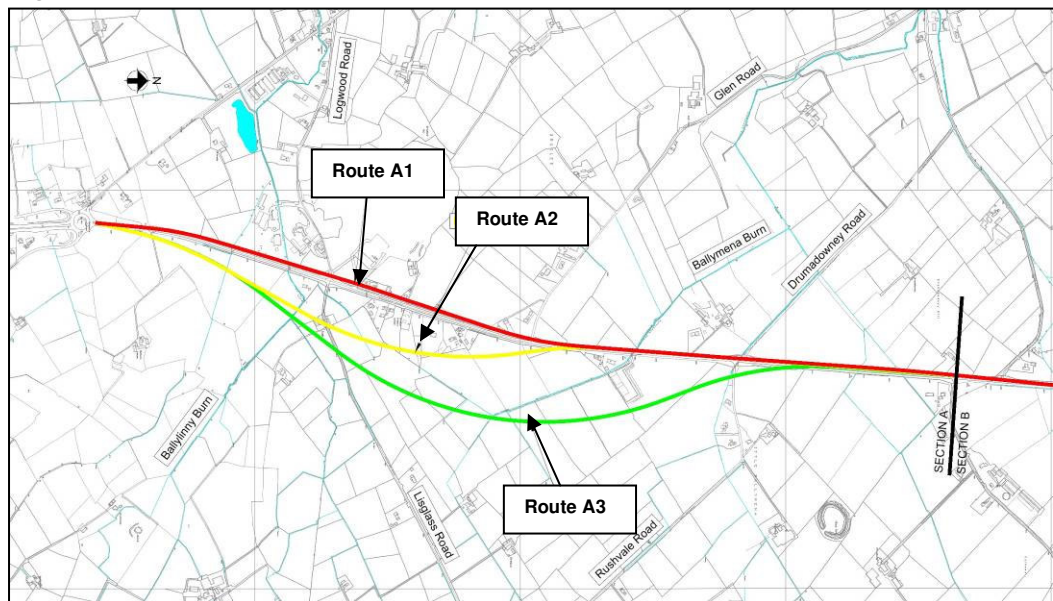 Logwood Road
Glen Road
N
Route A1
Route A2
Ballymena Burn
Drumadowney Road
Ballylinny Burn
Lisglass Road
Route A3
Rushvale Road
SECTION A
SECTION B